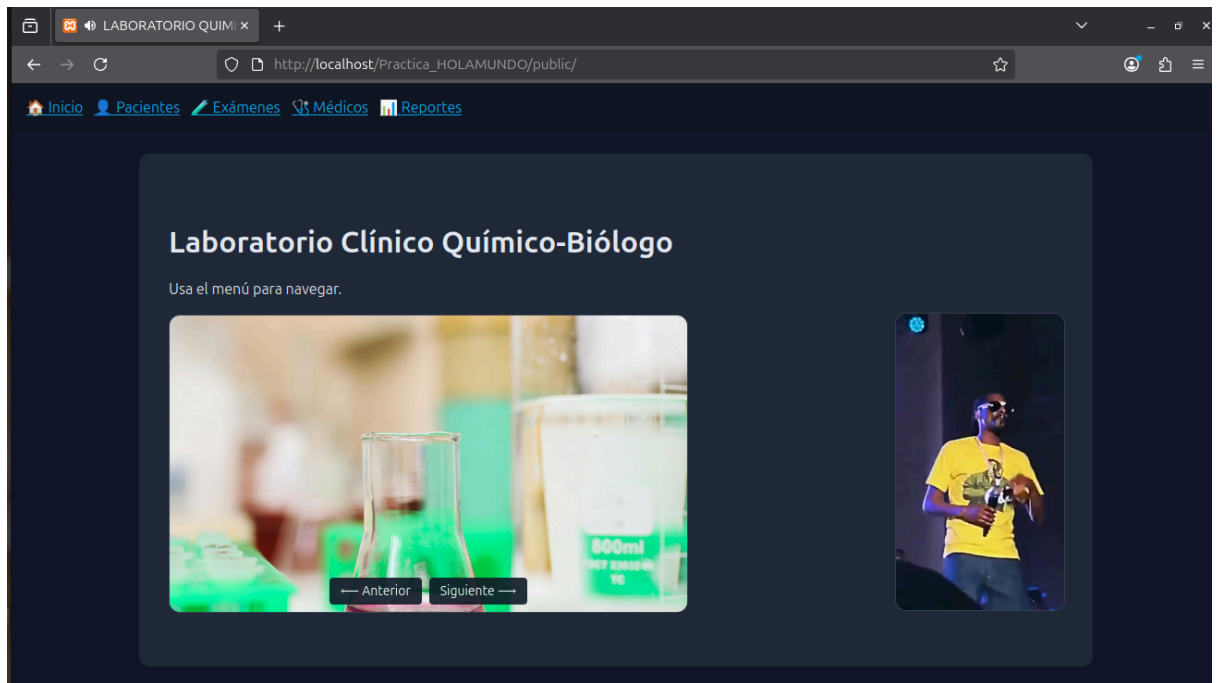 LABORATORIO QUIMI
http://localhost/Practica_HOLAMUNDO/public/
Inicio Pacientes Exámenes Médicos Reportes
Laboratorio Clínico Químico-Biólogo
Usa el menú para navegar.
800ml
TC
⟵ Anterior Siguiente ⟶